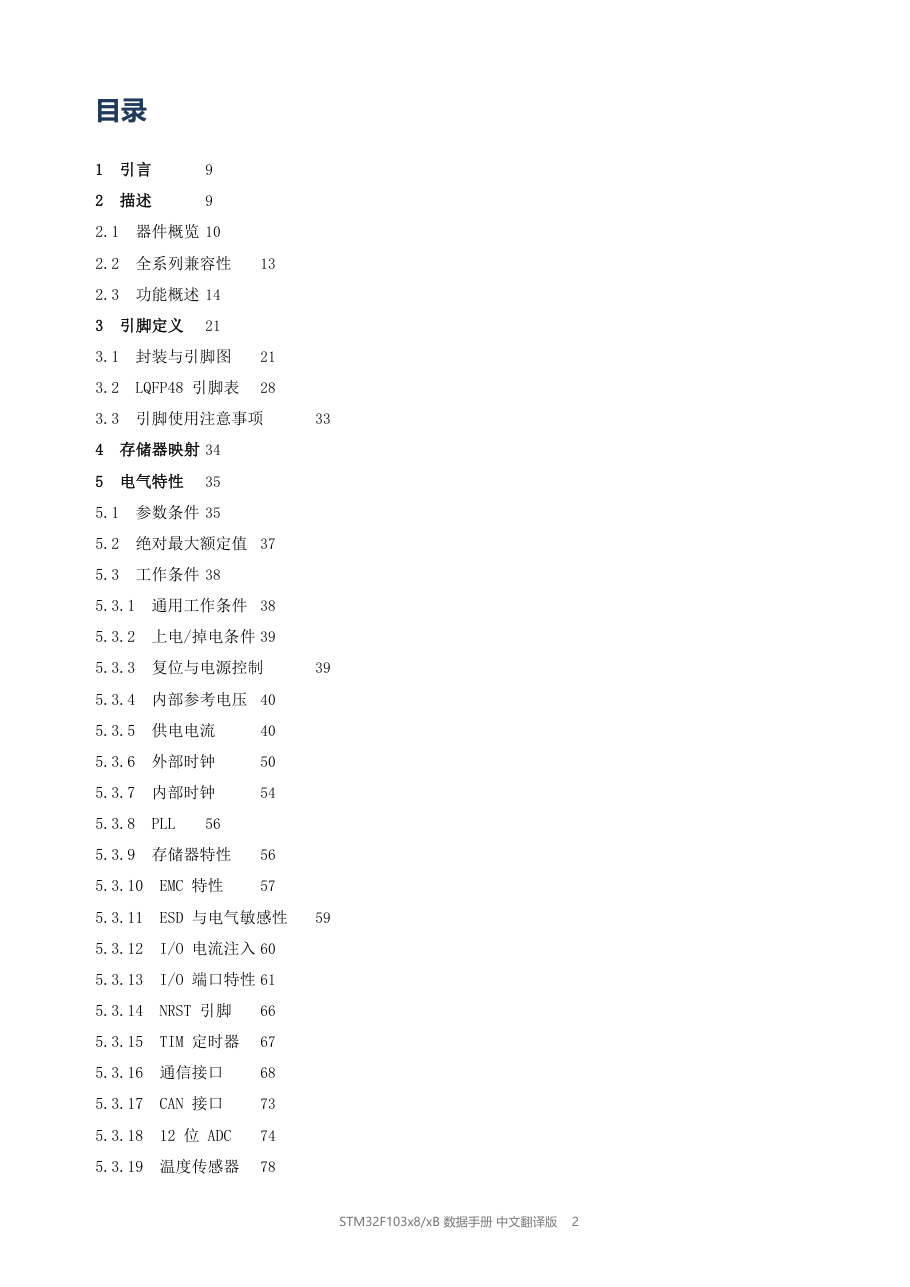 目录
1 引言 9
2 描述 9
2.1 器件概览 10
2.2 全系列兼容性 13
2.3 功能概述 14
3 引脚定义 21
3.1 封装与引脚图 21
3.2 LQFP48 引脚表 28
3.3 引脚使用注意事项 33
4 存储器映射 34
5 电气特性 35
5.1 参数条件 35
5.2 绝对最大额定值 37
5.3 工作条件 38
5.3.1 通用工作条件 38
5.3.2 上电/掉电条件 39
5.3.3 复位与电源控制 39
5.3.4 内部参考电压 40
5.3.5 供电电流 40
5.3.6 外部时钟 50
5.3.7 内部时钟 54
5.3.8 PLL 56
5.3.9 存储器特性 56
5.3.10 EMC 特性 57
5.3.11 ESD 与电气敏感性 59
5.3.12 I/O 电流注入 60
5.3.13 I/O 端口特性 61
5.3.14 NRST 引脚 66
5.3.15 TIM 定时器 67
5.3.16 通信接口 68
5.3.17 CAN 接口 73
5.3.18 12 位 ADC 74
5.3.19 温度传感器 78
STM32F103x8/xB 数据手册 中文翻译版 2